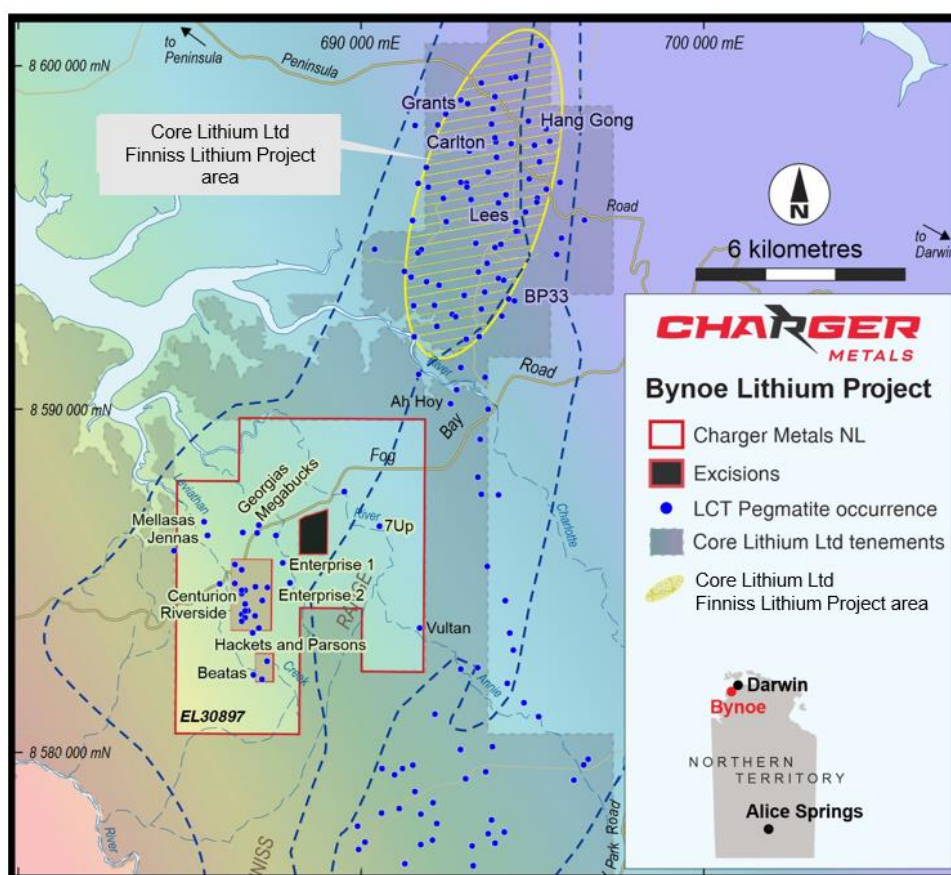 690 000 mE
700 000 mE
8 600 000 mN
to
Peninsula
Peninsula
Grants
Hang Gong
Carlton
Core Lithium Ltd
Finniss Lithium Project
area
Lees
Road
N
to
Darwin
6 kilometres
BP33
River
Road
8 590 000 mN
Ah Hoy
Bay
Fog
Georgias
Megabucks
Leviathan
Mellasas
Jennas
River
7Up
Charlotte
Enterprise 1
Centurion
Enterprise 2
Riverside
RANGE
Vultan
Hackets and Parsons
Beatas
Creek
Annie
EL30897
8 580 000 mN
River
NISS
Park Road
CHARGER
METALS
Bynoe Lithium Project
Charger Metals NL
Excisions
LCT Pegmatite occurrence
Core Lithium Ltd tenements
Core Lithium Ltd
Finniss Lithium Project area
Darwin
Bynoe
NORTHERN
TERRITORY
Alice Springs